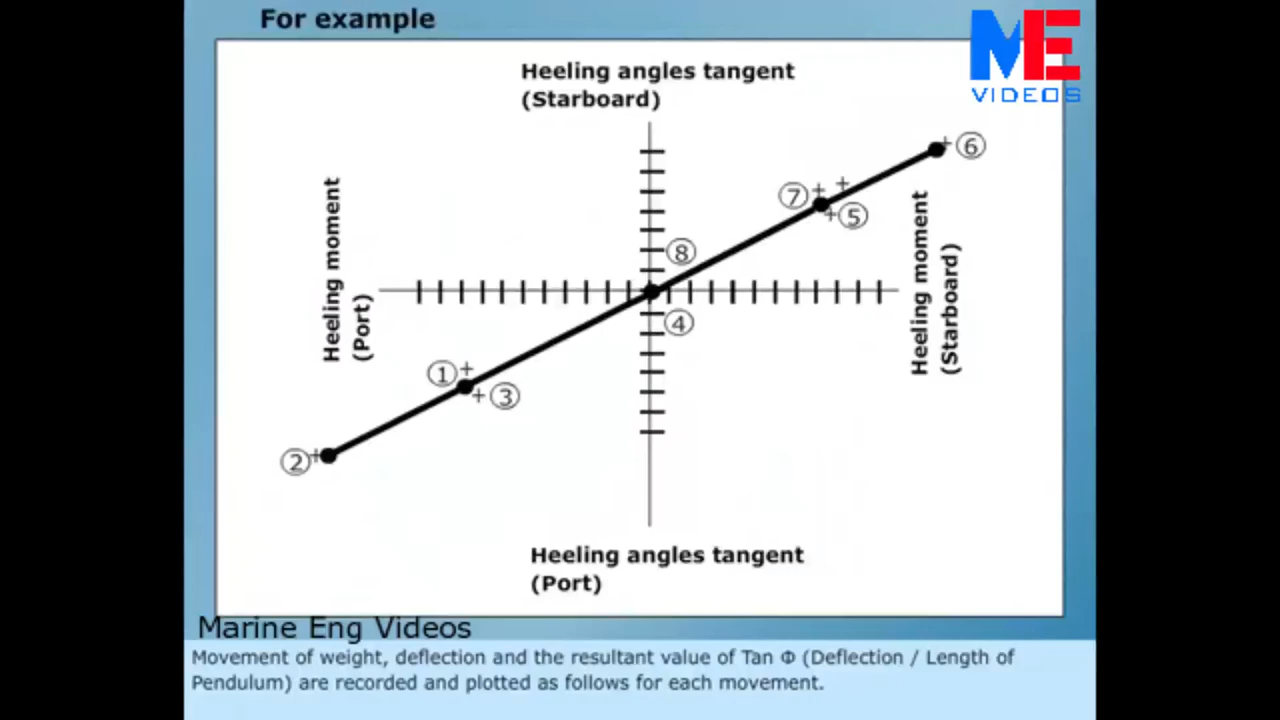 For example
ME
VIDEOS
Heeling angles tangent
(Starboard)
Heeling moment
(Port)
Heeling moment
(Starboard)
⑥
⑦
⑤
⑧
④
①
③
②
Heeling angles tangent
(Port)
Marine Eng Videos
Movement of weight, deflection and the resultant value of Tan Φ (Deflection / Length of
Pendulum) are recorded and plotted as follows for each movement.